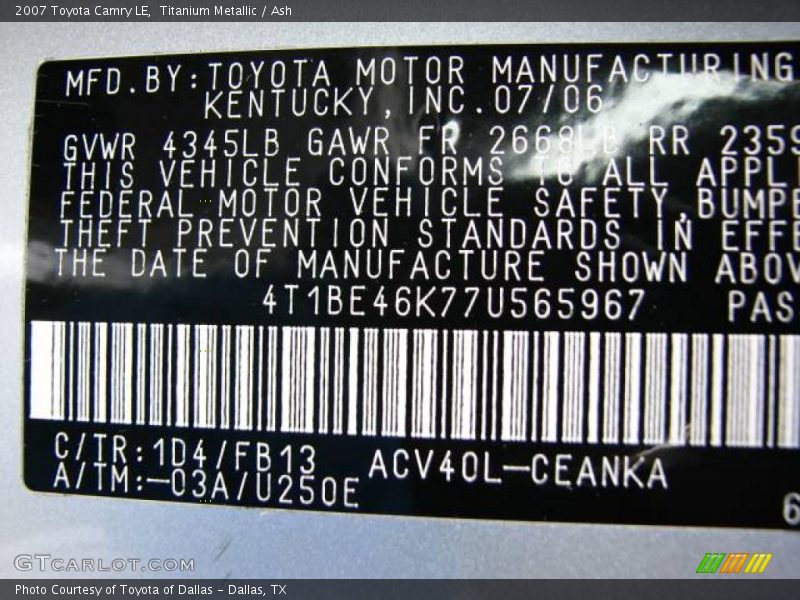 2007 Toyota Camry LE,  Titanium Metallic / Ash
MFD.BY:TOYOTA MOTOR MANUFACTURING
KENTUCKY,INC.07/06
GVWR 4345LB GAWR FR 2668LB RR 2359
THIS VEHICLE CONFORMS TO ALL APPLI
FEDERAL MOTOR VEHICLE SAFETY,BUMPE
THEFT PREVENTION STANDARDS IN EFFE
THE DATE OF MANUFACTURE SHOWN ABOV
4T1BE46K77U565967 PAS
C/TR:1D4/FB13 ACV40L-CEANKA
A/TM:-03A/U250E
6
GTCARLOT.COM
Photo Courtesy of Toyota of Dallas - Dallas, TX